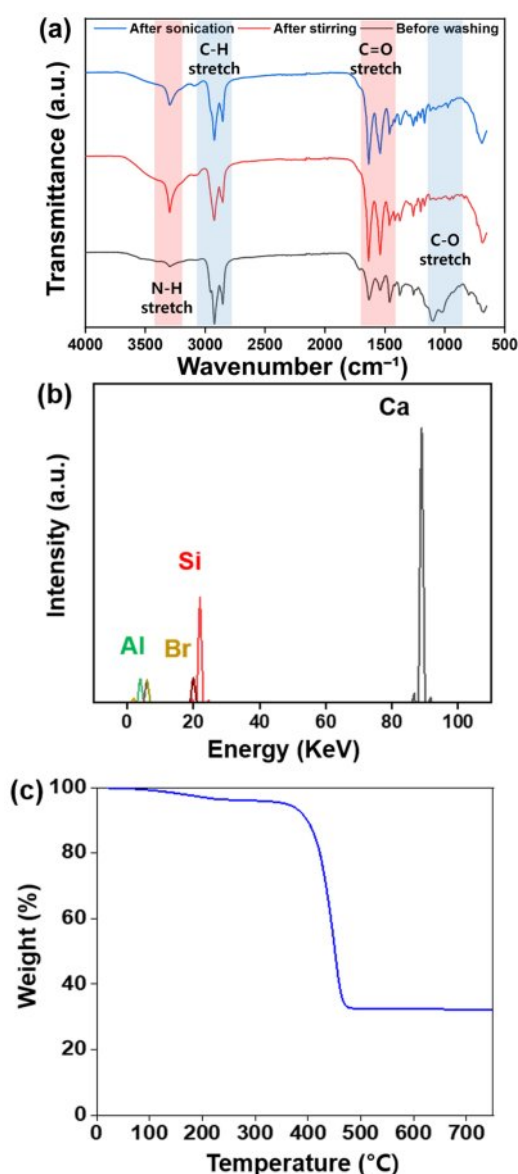 (a)
After sonication After stirring Before washing
C-H
stretch
C=O
stretch
N-H
stretch
C-O
stretch
Transmittance (a.u.)
4000 3500 3000 2500 2000 1500 1000 500
Wavenumber (cm⁻¹)
(b)
Ca
Si
Al
Br
Intensity (a.u.)
0 20 40 60 80 100
Energy (KeV)
(c)
100
80
60
40
20
0
Weight (%)
0 100 200 300 400 500 600 700
Temperature (°C)